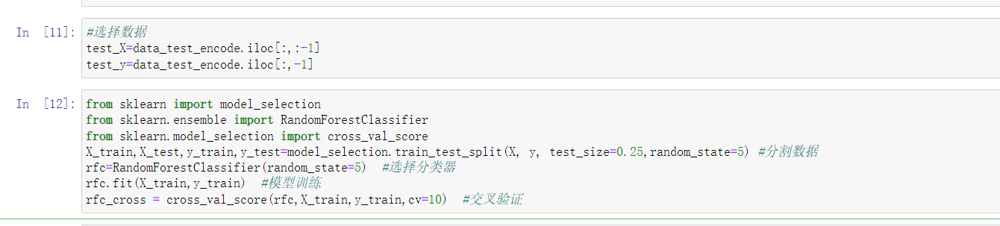 In [11]:
#选择数据
test_X=data_test_encode.iloc[:,:-1]
test_y=data_test_encode.iloc[:,-1]
In [12]:
from sklearn import model_selection
from sklearn.ensemble import RandomForestClassifier
from sklearn.model_selection import cross_val_score
X_train,X_test,y_train,y_test=model_selection.train_test_split(X, y, test_size=0.25,random_state=5) #分割数据
rfc=RandomForestClassifier(random_state=5)  #选择分类器
rfc.fit(X_train,y_train)  #模型训练
rfc_cross = cross_val_score(rfc,X_train,y_train,cv=10)  #交叉验证